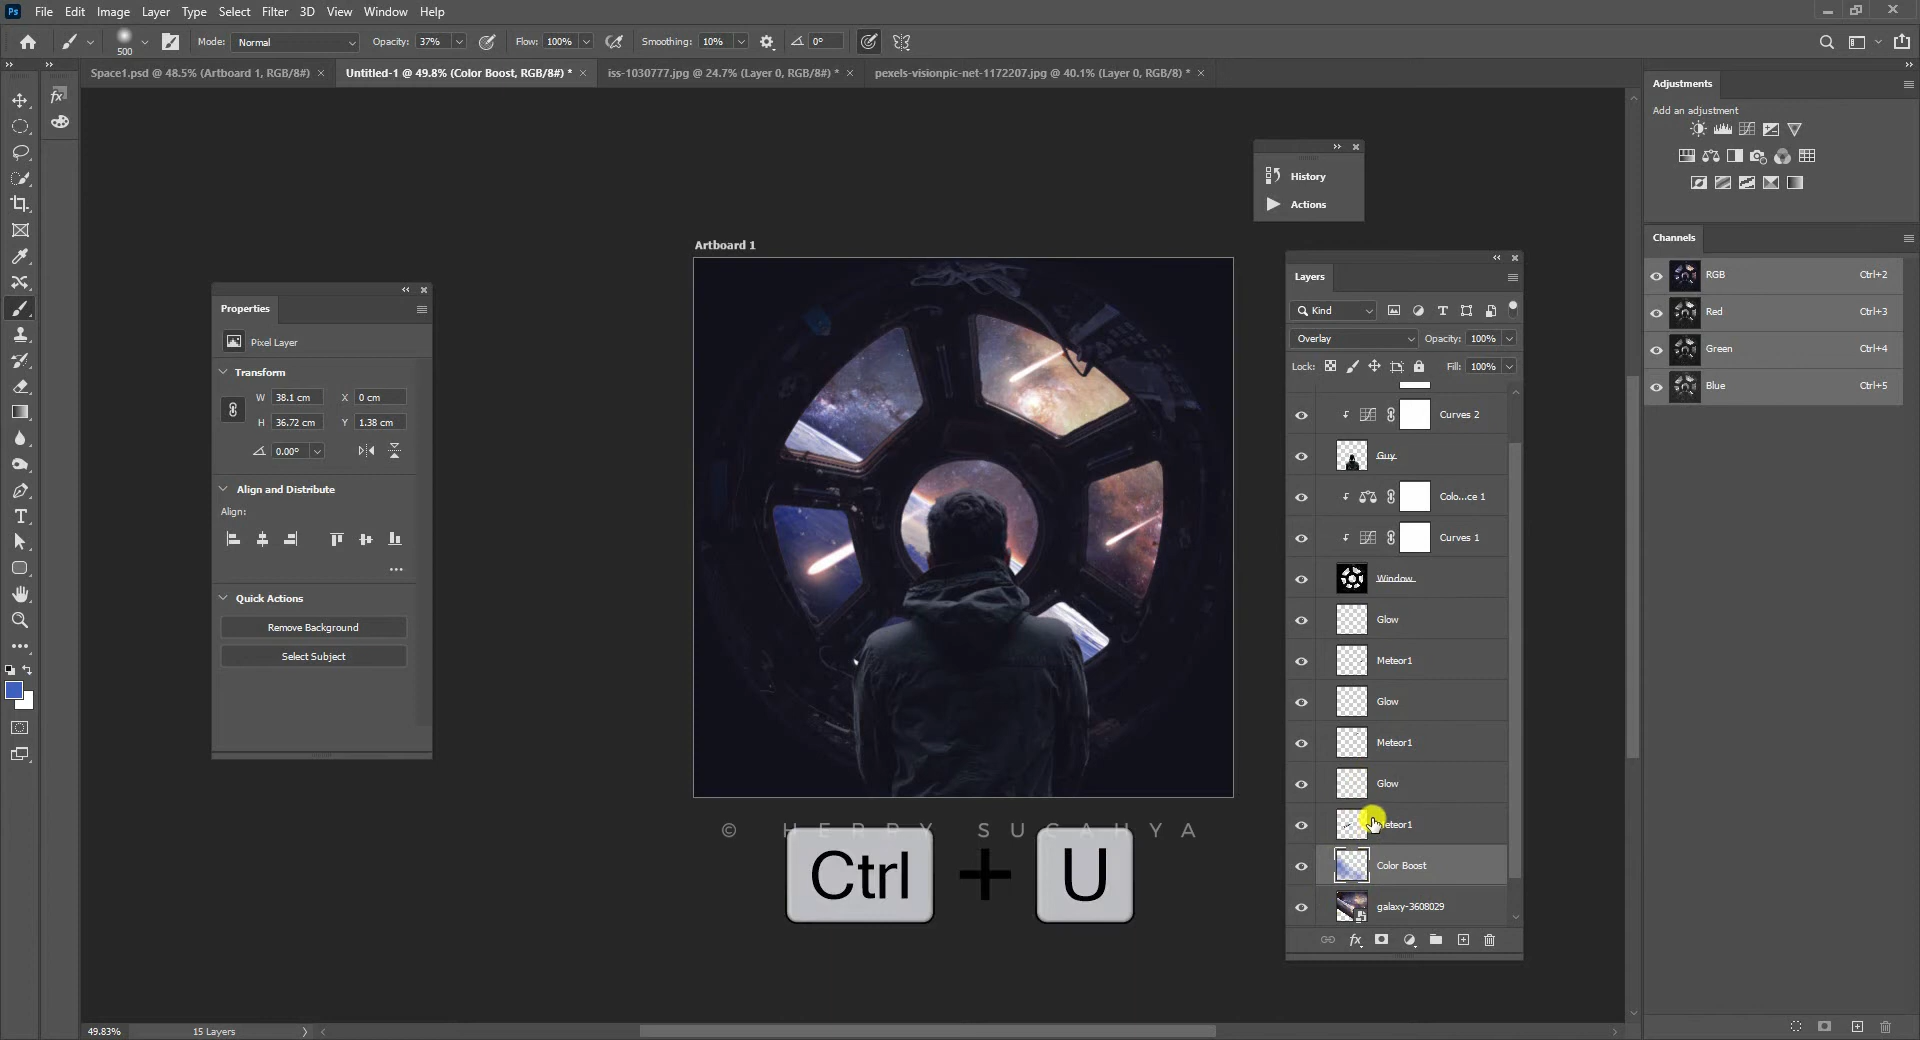 Ps File Edit Image Layer Type Select Filter 3D View Window Help
500 Mode: Normal Opacity: 37% Flow: 100% Smoothing: 10% 0°
Space1.psd @ 48.5% (Artboard 1, RGB/8#) × Untitled-1 @ 49.8% (Color Boost, RGB/8#) * × iss-1030777.jpg @ 24.7% (Layer 0, RGB/8#) * × pexels-visionpic-net-1172207.jpg @ 40.1% (Layer 0, RGB/8) * ×
Adjustments
Add an adjustment
History
Actions
Channels
RGB Ctrl+2
Red Ctrl+3
Green Ctrl+4
Blue Ctrl+5
Artboard 1
Properties
Pixel Layer
Transform
W 38.1 cm X 0 cm
H 36.72 cm Y 1.38 cm
0.00°
Align and Distribute
Align:
Quick Actions
Remove Background
Select Subject
Layers
Kind
Overlay Opacity: 100%
Lock: Fill: 100%
Curves 2
Guy
Colo...ce 1
Curves 1
Window
Glow
Meteor1
Glow
Meteor1
Glow
Meteor1
Color Boost
galaxy-3608029
fx
© HERRY SUCAHYA
Ctrl + U
49.83% 15 Layers